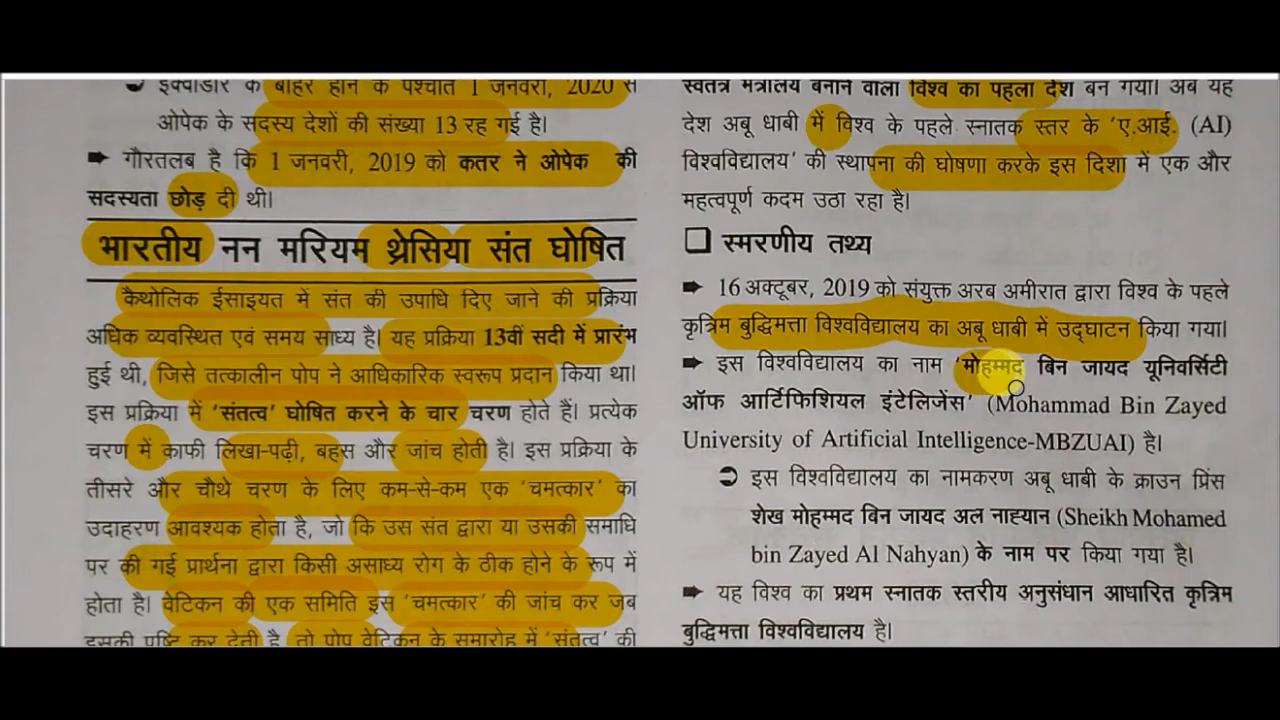 इक्वाडोर के बाहर होने के पश्चात 1 जनवरी, 2020 से
ओपेक के सदस्य देशों की संख्या 13 रह गई है।
➨ गौरतलब है कि 1 जनवरी, 2019 को कतर ने ओपेक की
सदस्यता छोड़ दी थी।
भारतीय नन मरियम थ्रेसिया संत घोषित
कैथोलिक ईसाइयत में संत की उपाधि दिए जाने की प्रक्रिया
अधिक व्यवस्थित एवं समय साध्य है। यह प्रक्रिया 13वीं सदी में प्रारंभ
हुई थी, जिसे तत्कालीन पोप ने आधिकारिक स्वरूप प्रदान किया था।
इस प्रक्रिया में 'संतत्व' घोषित करने के चार चरण होते हैं। प्रत्येक
चरण में काफी लिखा-पढ़ी, बहस और जांच होती है। इस प्रक्रिया के
तीसरे और चौथे चरण के लिए कम-से-कम एक 'चमत्कार' का
उदाहरण आवश्यक होता है, जो कि उस संत द्वारा या उसकी समाधि
पर की गई प्रार्थना द्वारा किसी असाध्य रोग के ठीक होने के रूप में
होता है। वेटिकन की एक समिति इस 'चमत्कार' की जांच कर जब
इसकी पुष्टि कर देती है, तो पोप वेटिकन के समारोह में 'संतत्व' की
स्वतंत्र मंत्रालय बनाने वाला विश्व का पहला देश बन गया। अब यह
देश अबू धाबी में विश्व के पहले स्नातक स्तर के 'ए.आई. (AI)
विश्वविद्यालय' की स्थापना की घोषणा करके इस दिशा में एक और
महत्वपूर्ण कदम उठा रहा है।
❑ स्मरणीय तथ्य
➨ 16 अक्टूबर, 2019 को संयुक्त अरब अमीरात द्वारा विश्व के पहले
कृत्रिम बुद्धिमत्ता विश्वविद्यालय का अबू धाबी में उद्घाटन किया गया।
➨ इस विश्वविद्यालय का नाम 'मोहम्मद बिन जायद यूनिवर्सिटी
ऑफ आर्टिफिशियल इंटेलिजेंस' (Mohammad Bin Zayed
University of Artificial Intelligence-MBZUAI) है।
➲ इस विश्वविद्यालय का नामकरण अबू धाबी के क्राउन प्रिंस
शेख मोहम्मद बिन जायद अल नाह्यान (Sheikh Mohamed
bin Zayed Al Nahyan) के नाम पर किया गया है।
➨ यह विश्व का प्रथम स्नातक स्तरीय अनुसंधान आधारित कृत्रिम
बुद्धिमत्ता विश्वविद्यालय है।